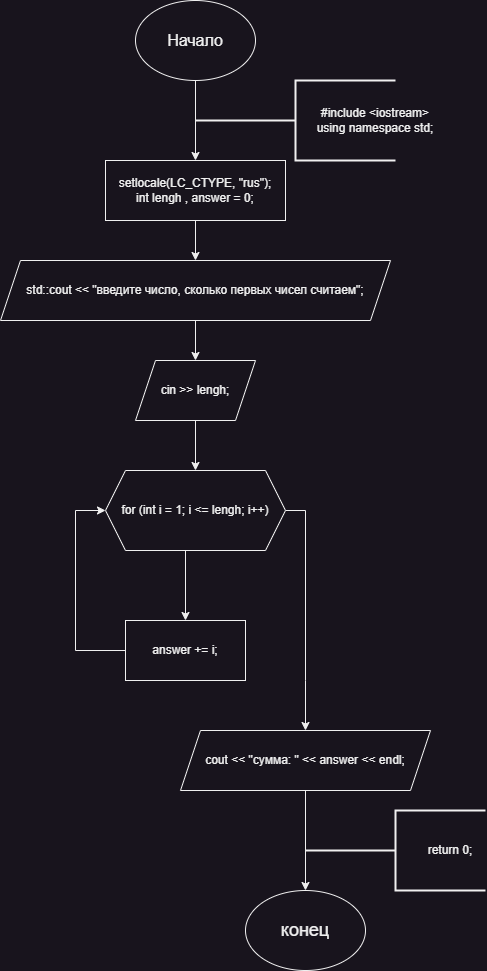 Начало
#include <iostream>
using namespace std;
setlocale(LC_CTYPE, "rus");
int lengh , answer = 0;
std::cout << "введите число, сколько первых чисел считаем";
cin >> lengh;
for (int i = 1; i <= lengh; i++)
answer += i;
cout << "сумма: " << answer << endl;
return 0;
конец